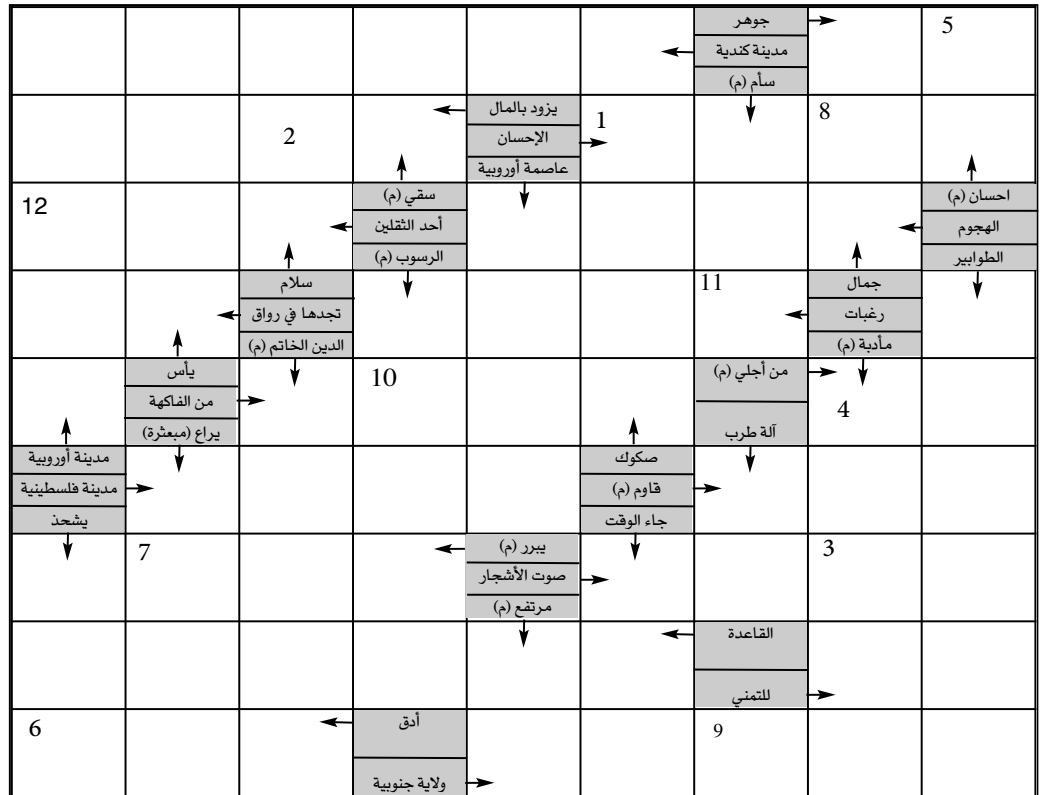 5
جوهر
مدينة كندية
سأم (م)
8
1
يزود بالمال
الإحسان
عاصمة أوروبية
2
احسان (م)
الهجوم
الطوابير
سقي (م)
أحد الثقلين
الرسوب (م)
12
جمال
رغبات
مأدبة (م)
11
سلام
تجدها في رواق
الدين الخاتم (م)
4
من أجلي (م)
آلة طرب
10
يأس
من الفاكهة
يراع (مبعثرة)
صكوك
قاوم (م)
جاء الوقت
مدينة أوروبية
مدينة فلسطينية
يشحذ
3
يبرر (م)
صوت الأشجار
مرتفع (م)
7
القاعدة
للتمني
9
أدق
ولاية جنوبية
6